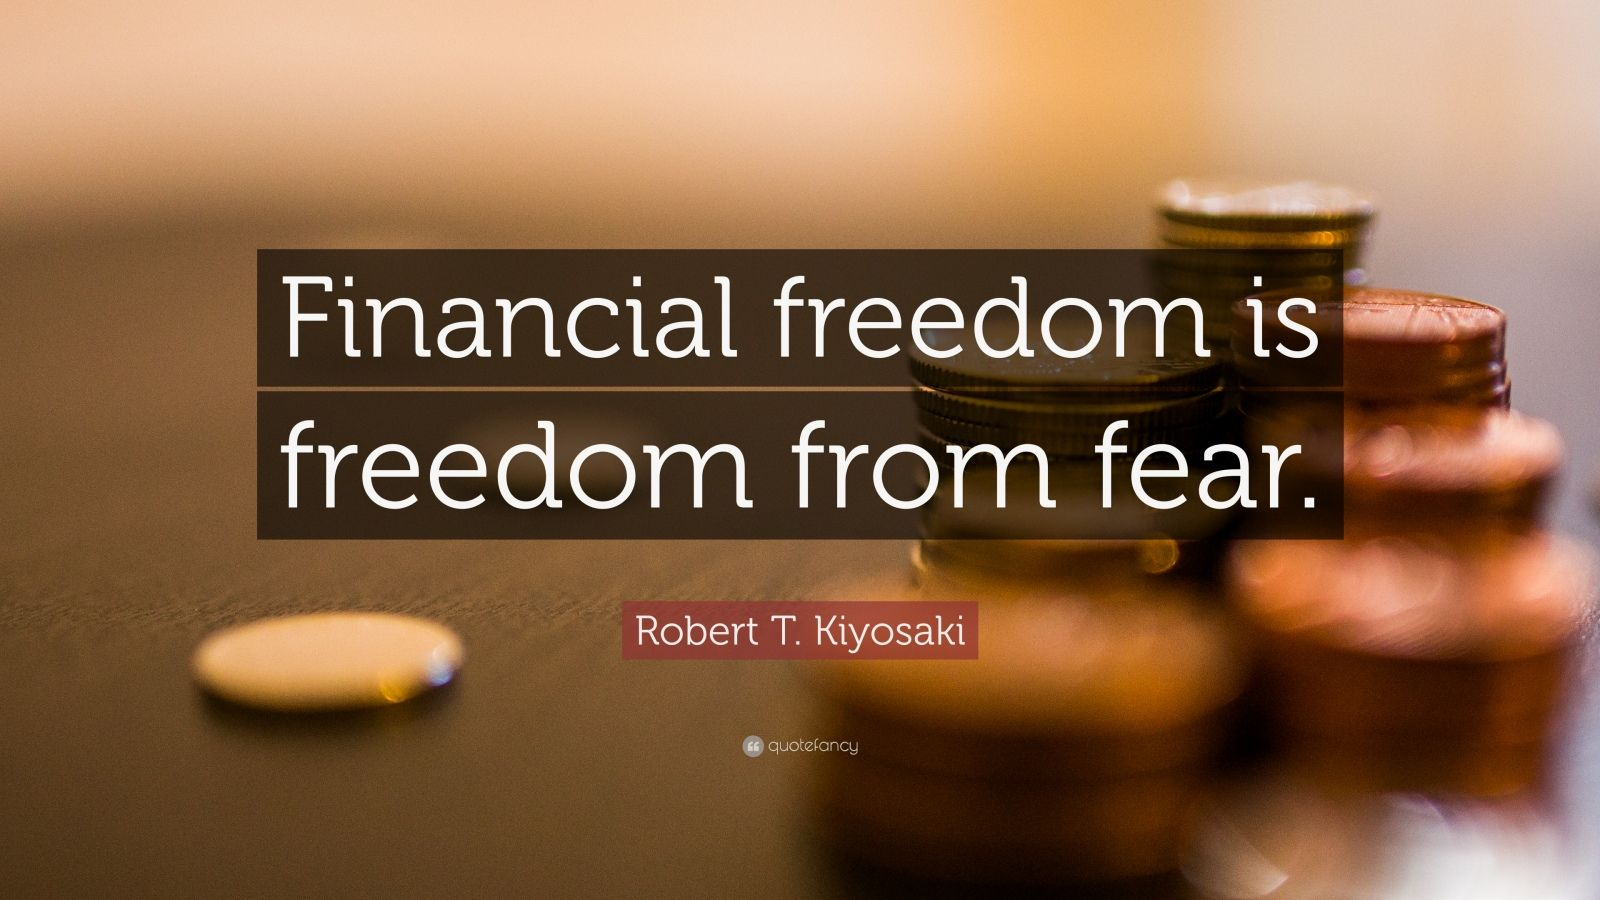 Financial freedom is
freedom from fear.
Robert T. Kiyosaki
quotefancy